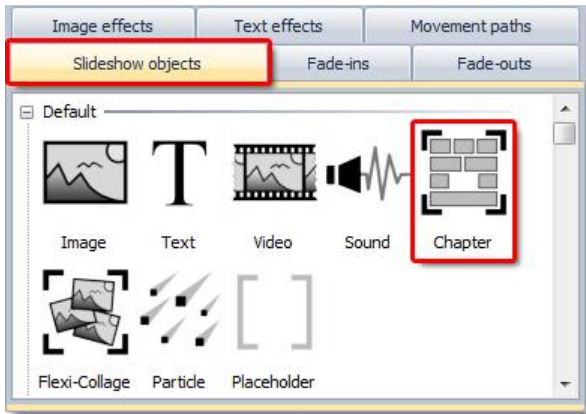 Image effects Text effects Movement paths
Slideshow objects Fade-ins Fade-outs
Default
T
Image Text Video Sound Chapter
Flexi-Collage Particle Placeholder